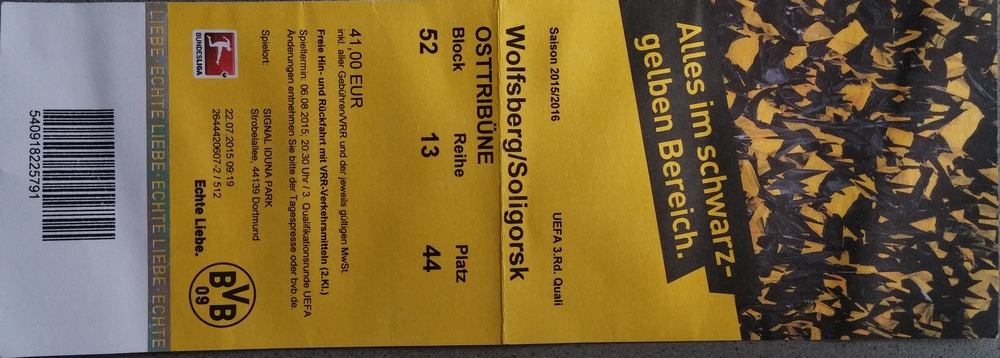 Alles im schwarz-
gelben Bereich.
Saison 2015/2016
UEFA 3.Rd. Quali
Wolfsberg/Soligorsk
OSTTRIBÜNE
Block
Reihe
Platz
52
13
44
41,00 EUR
inkl. aller Gebühren/VRR und der jeweils gültigen MwSt.
Freie Hin- und Rückfahrt mit VRR-Verkehrsmitteln (2.Kl.)
Spieltermin: 06.08.2015, 20:30 Uhr / 3. Qualifikationsrunde UEFA
Änderungen entnehmen Sie bitte der Tagespresse oder bvb.de.
Spielort:
SIGNAL IDUNA PARK
Strobelallee, 44139 Dortmund
22.07.2015 09:19
2644420607-2 / 512
Echte Liebe.
BVB
09
BUNDESLIGA
LIEBE · ECHTE LIEBE · ECHTE LIEBE · ECHTE LIEBE · ECHTE
540918225791